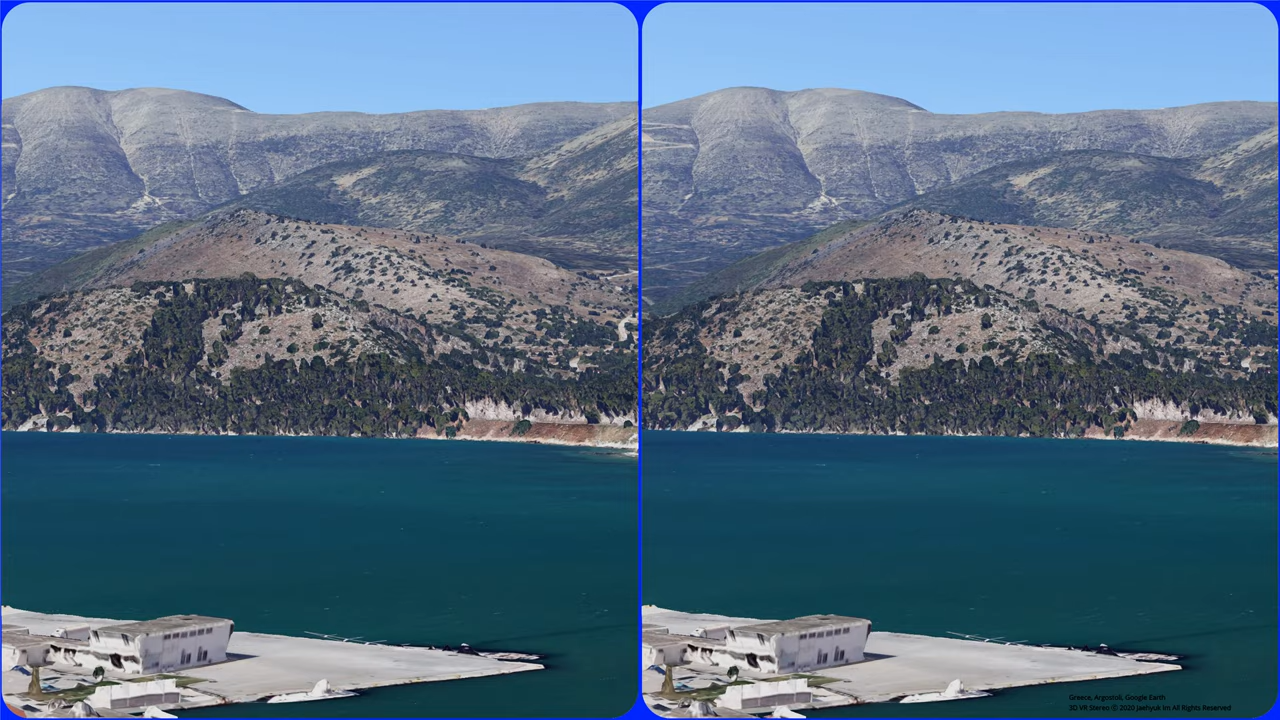 Greece, Argostoli, Google Earth
3D VR Stereo ⓒ 2020 Jaehyuk Im All Rights Reserved